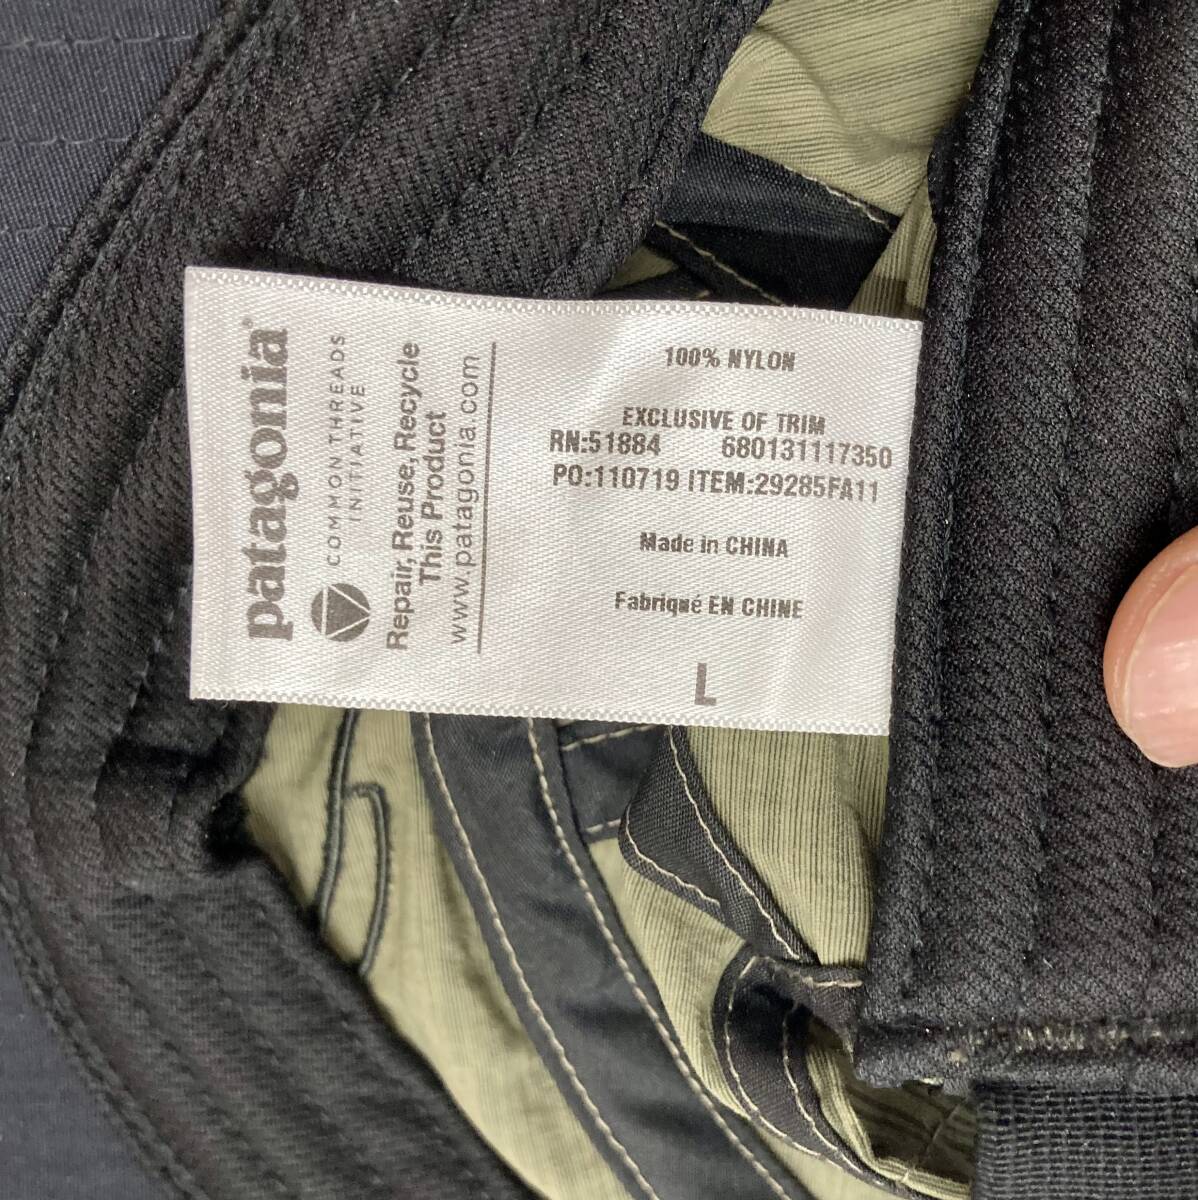 patagonia®
COMMON THREADS
INITIATIVE
Repair, Reuse, Recycle
This Product
www.patagonia.com
100% NYLON
EXCLUSIVE OF TRIM
RN:51884 680131117350
PO:110719 ITEM:29285FA11
Made in CHINA
Fabriqué EN CHINE
L